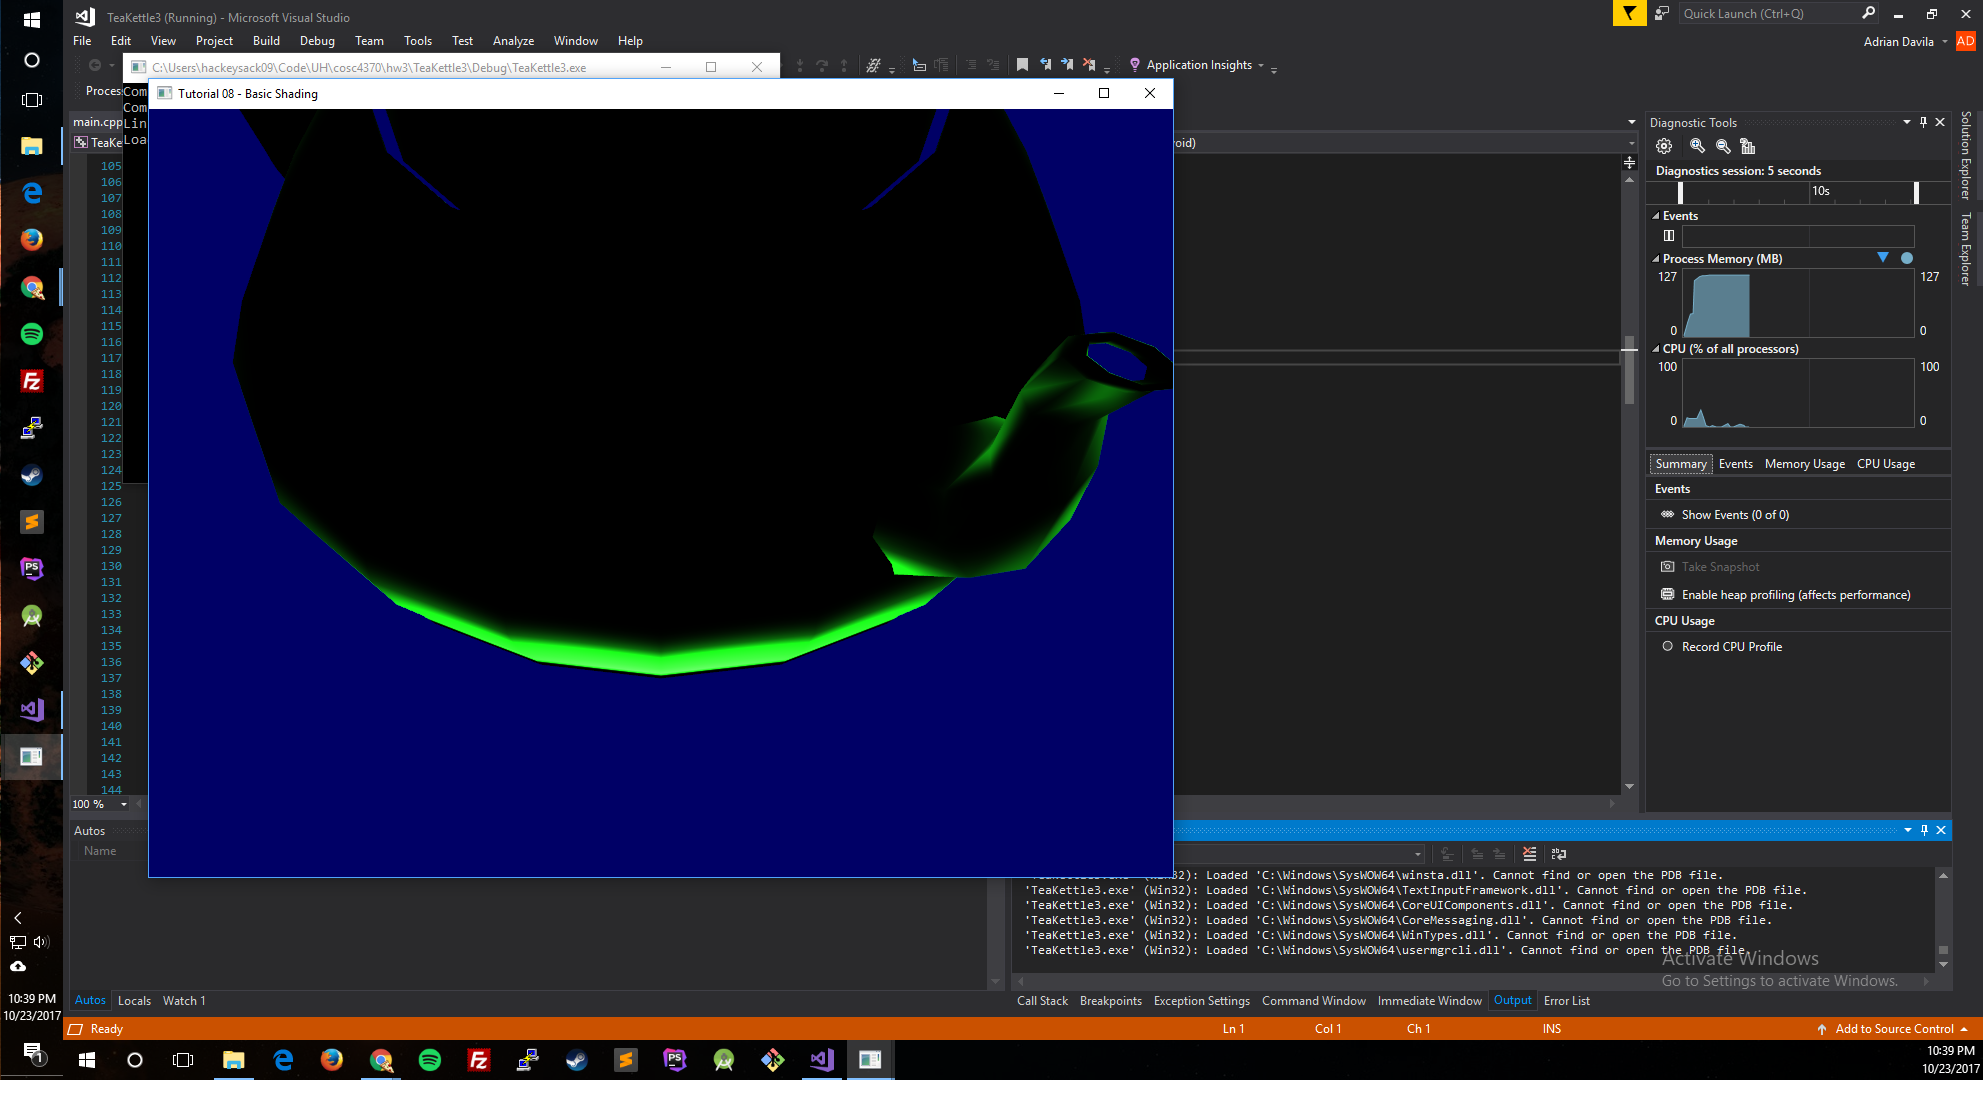 TeaKettle3 (Running) - Microsoft Visual Studio
Quick Launch (Ctrl+Q)
File Edit View Project Build Debug Team Tools Test Analyze Window Help
Adrian Davila
AD
C:\Users\hackeysack09\Code\UH\cosc4370\hw3\TeaKettle3\Debug\TeaKettle3.exe
Application Insights
Proces
Com
Com
Lin
Loa
Tutorial 08 - Basic Shading
main.cpp
TeaKe
roid)
105
106
107
108
109
110
111
112
113
114
115
116
117
118
119
120
121
122
123
124
125
126
127
128
129
130
131
132
133
134
135
136
137
138
139
140
141
142
143
144
100 %
Diagnostic Tools
Diagnostics session: 5 seconds
10s
Events
Process Memory (MB)
127 127
0 0
CPU (% of all processors)
100 100
0 0
Summary Events Memory Usage CPU Usage
Events
Show Events (0 of 0)
Memory Usage
Take Snapshot
Enable heap profiling (affects performance)
CPU Usage
Record CPU Profile
Solution Explorer
Team Explorer
Autos
Name
Autos Locals Watch 1
'TeaKettle3.exe' (Win32): Loaded 'C:\Windows\SysWOW64\winsta.dll'. Cannot find or open the PDB file.
'TeaKettle3.exe' (Win32): Loaded 'C:\Windows\SysWOW64\TextInputFramework.dll'. Cannot find or open the PDB file.
'TeaKettle3.exe' (Win32): Loaded 'C:\Windows\SysWOW64\CoreUIComponents.dll'. Cannot find or open the PDB file.
'TeaKettle3.exe' (Win32): Loaded 'C:\Windows\SysWOW64\CoreMessaging.dll'. Cannot find or open the PDB file.
'TeaKettle3.exe' (Win32): Loaded 'C:\Windows\SysWOW64\WinTypes.dll'. Cannot find or open the PDB file.
'TeaKettle3.exe' (Win32): Loaded 'C:\Windows\SysWOW64\usermgrcli.dll'. Cannot find or open the PDB file.
Activate Windows
Go to Settings to activate Windows.
Call Stack Breakpoints Exception Settings Command Window Immediate Window Output Error List
Ready
Ln 1 Col 1 Ch 1 INS
Add to Source Control
10:39 PM
10/23/2017
1
10:39 PM
10/23/2017